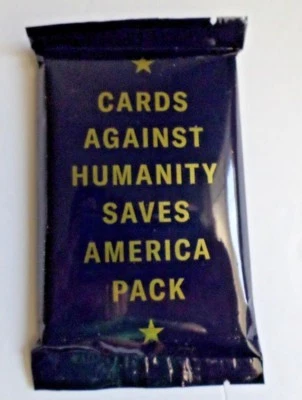 CARDS
AGAINST
HUMANITY
SAVES
AMERICA
PACK